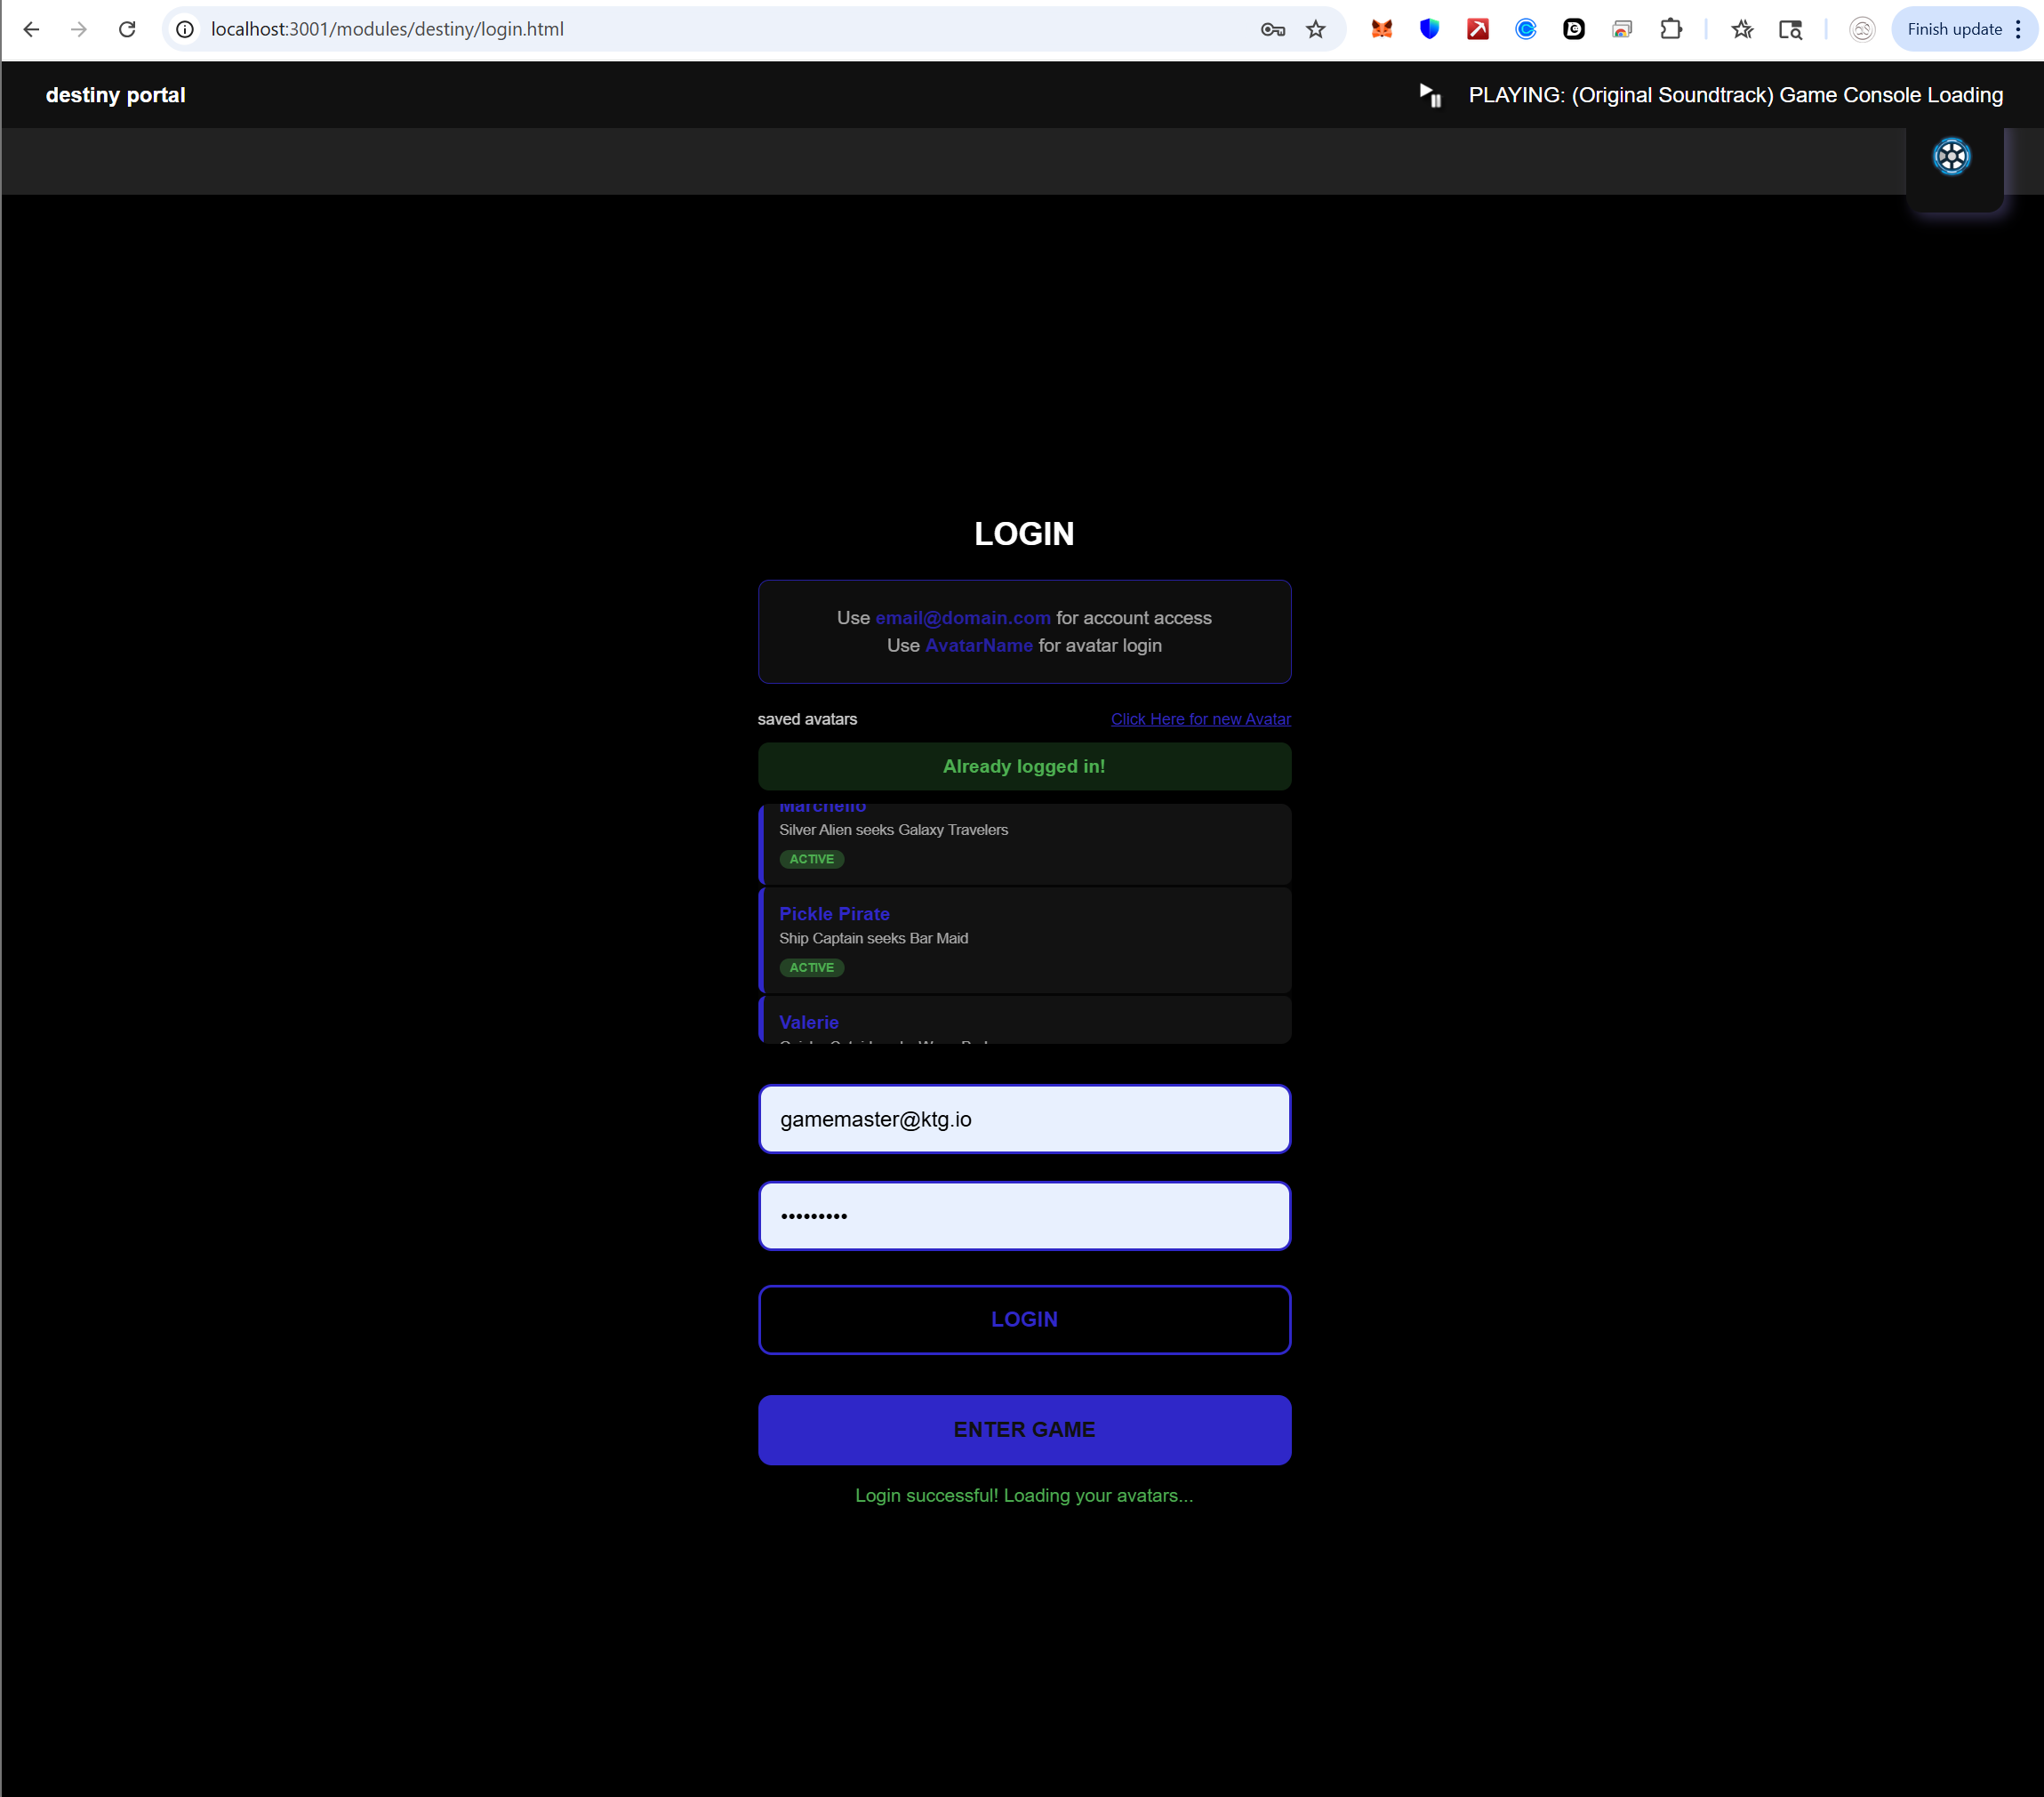 localhost:3001/modules/destiny/login.html
Finish update
destiny portal
PLAYING: (Original Soundtrack) Game Console Loading
LOGIN
Use email@domain.com for account access
Use AvatarName for avatar login
saved avatars
Click Here for new Avatar
Already logged in!
Marchello
Silver Alien seeks Galaxy Travelers
ACTIVE
Pickle Pirate
Ship Captain seeks Bar Maid
ACTIVE
Valerie
gamemaster@ktg.io
•••••••••
LOGIN
ENTER GAME
Login successful! Loading your avatars...